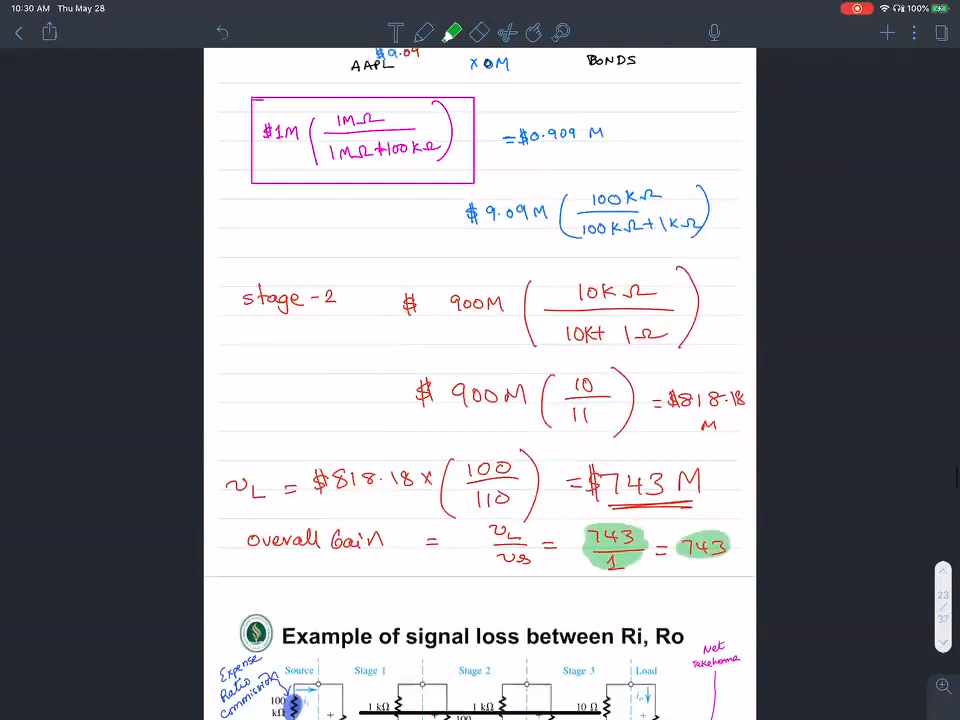 10:30 AM Thu May 28
100%
$9.09
AAPL
x 0M
BONDS
$1M ( 1MΩ / 1MΩ+100KΩ )
= $0.909 M
$ 9.09M ( 100KΩ / 100KΩ+1KΩ )
stage-2 $ 900M ( 10KΩ / 10K+ 1Ω )
$ 900M ( 10 / 11 ) = $818.18 M
vL = $818.18 x ( 100 / 110 ) = $743 M
overall Gain = vL / vs = 743 / 1 = 743
Example of signal loss between Ri, Ro
Expense Ratio Commission
Net Takehome
Source Stage 1 Stage 2 Stage 3 Load
100 kΩ
1 kΩ
1 kΩ
10 Ω
100
23
/
37